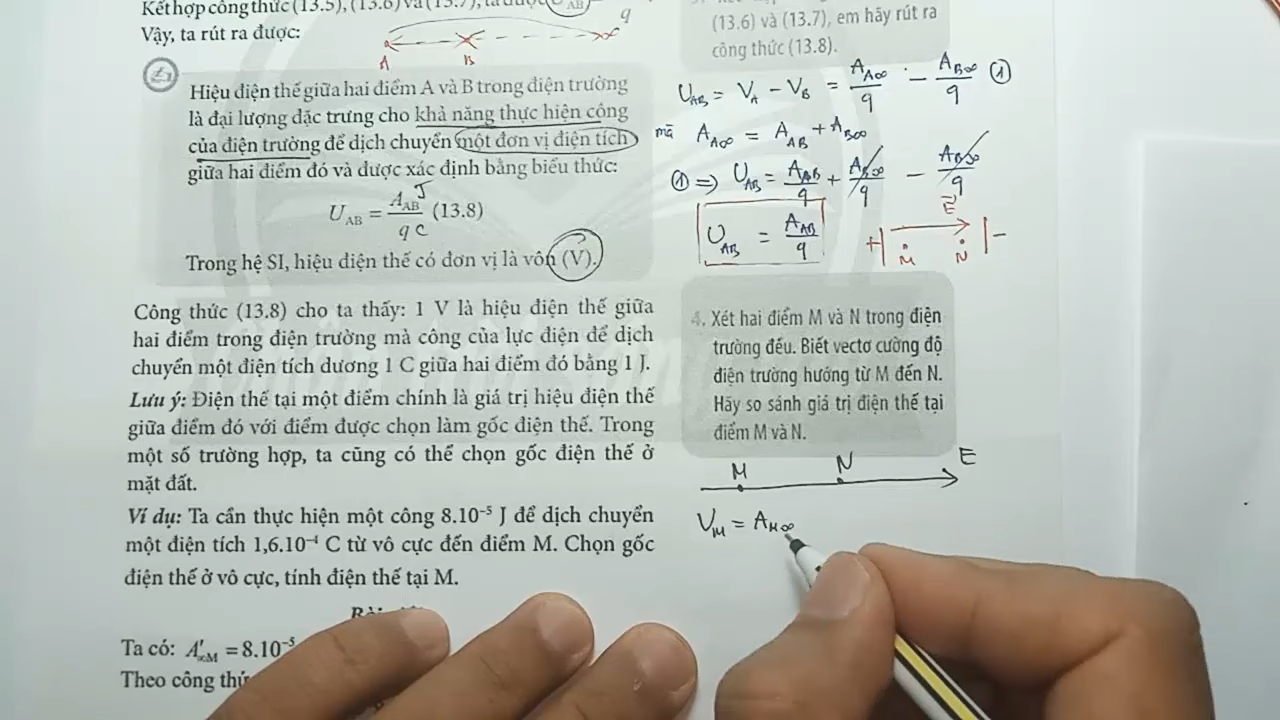 Kết hợp công thức (13.5), (13.6) và (13.7), ta được U_AB
q
Vậy, ta rút ra được:
A B
Hiệu điện thế giữa hai điểm A và B trong điện trường
là đại lượng đặc trưng cho khả năng thực hiện công
của điện trường để dịch chuyển một đơn vị điện tích
giữa hai điểm đó và được xác định bằng biểu thức:
U_AB = A_AB/q (13.8)
J
C
Trong hệ SI, hiệu điện thế có đơn vị là vôn (V).
Công thức (13.8) cho ta thấy: 1 V là hiệu điện thế giữa
hai điểm trong điện trường mà công của lực điện để dịch
chuyển một điện tích dương 1 C giữa hai điểm đó bằng 1 J.
Lưu ý: Điện thế tại một điểm chính là giá trị hiệu điện thế
giữa điểm đó với điểm được chọn làm gốc điện thế. Trong
một số trường hợp, ta cũng có thể chọn gốc điện thế ở
mặt đất.
Ví dụ: Ta cần thực hiện một công 8.10⁻⁵ J để dịch chuyển
một điện tích 1,6.10⁻⁴ C từ vô cực đến điểm M. Chọn gốc
điện thế ở vô cực, tính điện thế tại M.
Ta có: A'_∞M = 8.10⁻⁵
Theo công thức
(13.6) và (13.7), em hãy rút ra
công thức (13.8).
U_AB = V_A - V_B = A_A∞/q - A_B∞/q ①
mà A_A∞ = A_AB + A_B∞
① ⇒ U_AB = A_AB/q + A_B∞/q - A_B∞/q
U_AB = A_AB/q
E
+ M N -
4. Xét hai điểm M và N trong điện
trường đều. Biết vectơ cường độ
điện trường hướng từ M đến N.
Hãy so sánh giá trị điện thế tại
điểm M và N.
M N E
V_M = A_M∞